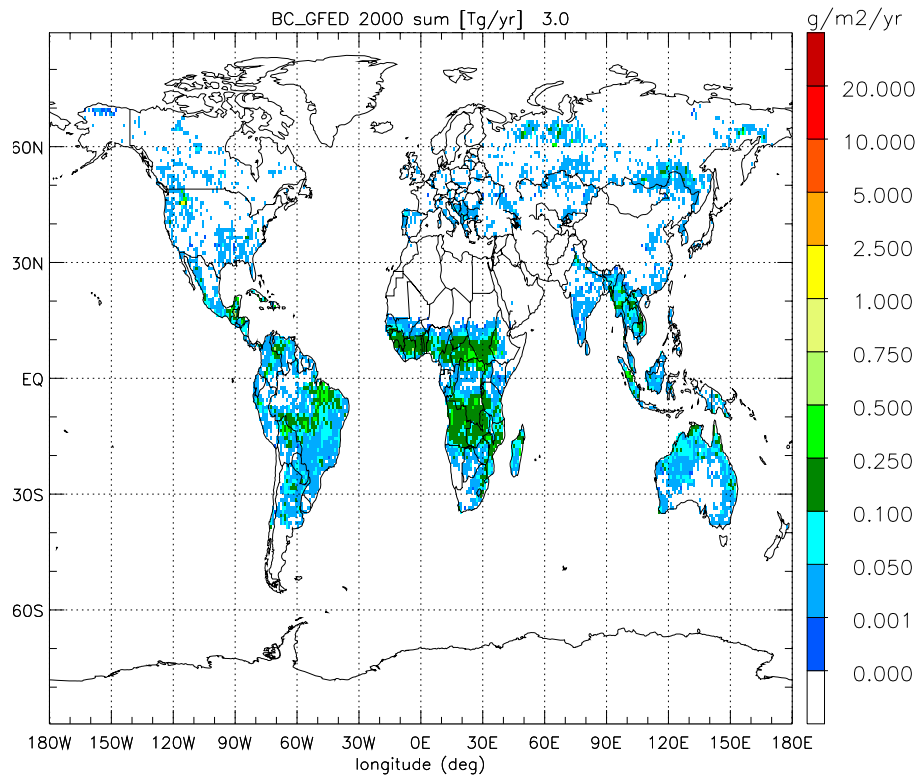 BC_GFED 2000 sum [Tg/yr]  3.0
g/m2/yr
20.000
10.000
5.000
2.500
1.000
0.750
0.500
0.250
0.100
0.050
0.001
0.000
60N
30N
EQ
30S
60S
180W 150W 120W 90W 60W 30W 0E 30E 60E 90E 120E 150E 180E
longitude (deg)